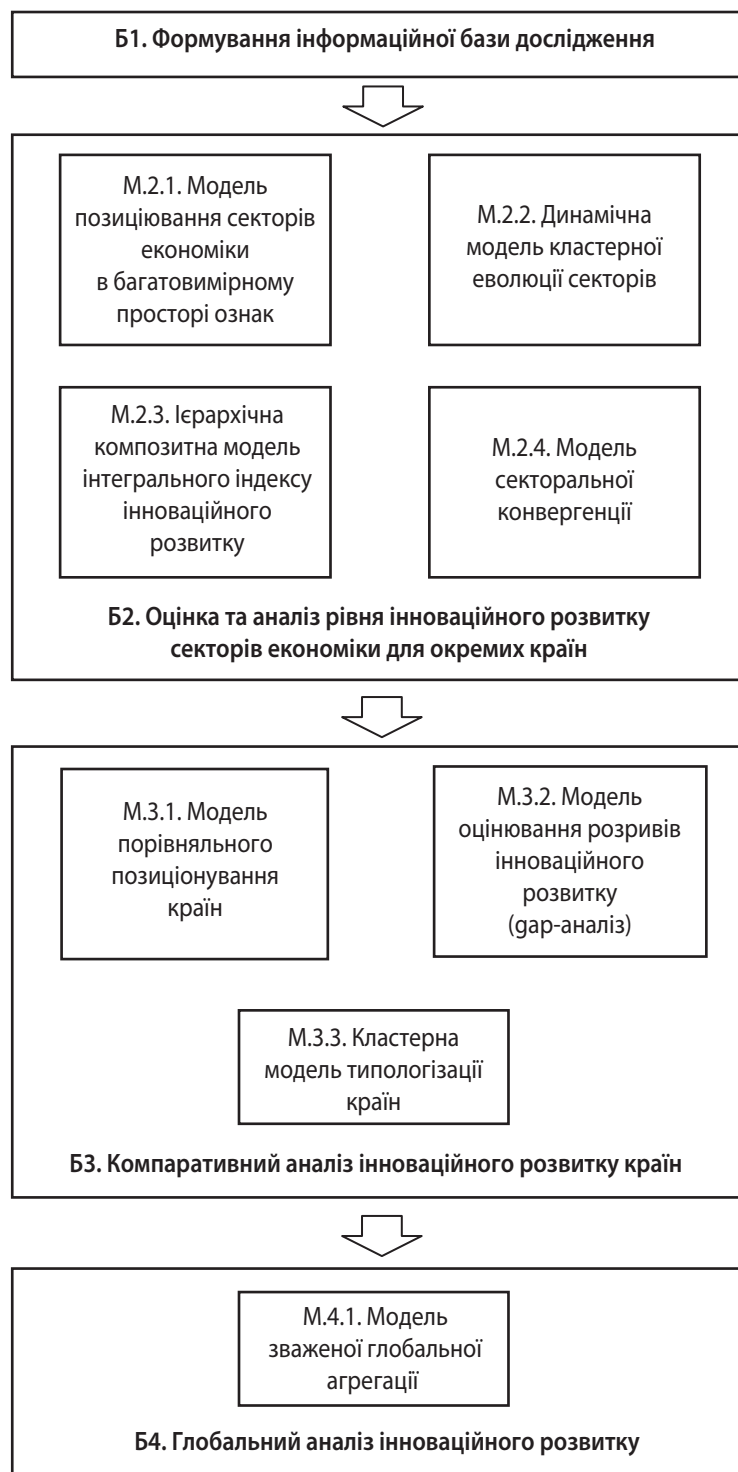 Б1. Формування інформаційної бази дослідження
М.2.1. Модель
позиціювання секторів
економіки
в багатовимірному
просторі ознак
М.2.2. Динамічна
модель кластерної
еволюції секторів
М.2.3. Ієрархічна
композитна модель
інтегрального індексу
інноваційного
розвитку
М.2.4. Модель
секторальної
конвергенції
Б2. Оцінка та аналіз рівня інноваційного розвитку
секторів економіки для окремих країн
М.3.1. Модель
порівняльного
позиціонування
країн
М.3.2. Модель
оцінювання розривів
інноваційного
розвитку
(gap-аналіз)
М.3.3. Кластерна
модель типологізації
країн
Б3. Компаративний аналіз інноваційного розвитку країн
М.4.1. Модель
зваженої глобальної
агрегації
Б4. Глобальний аналіз інноваційного розвитку